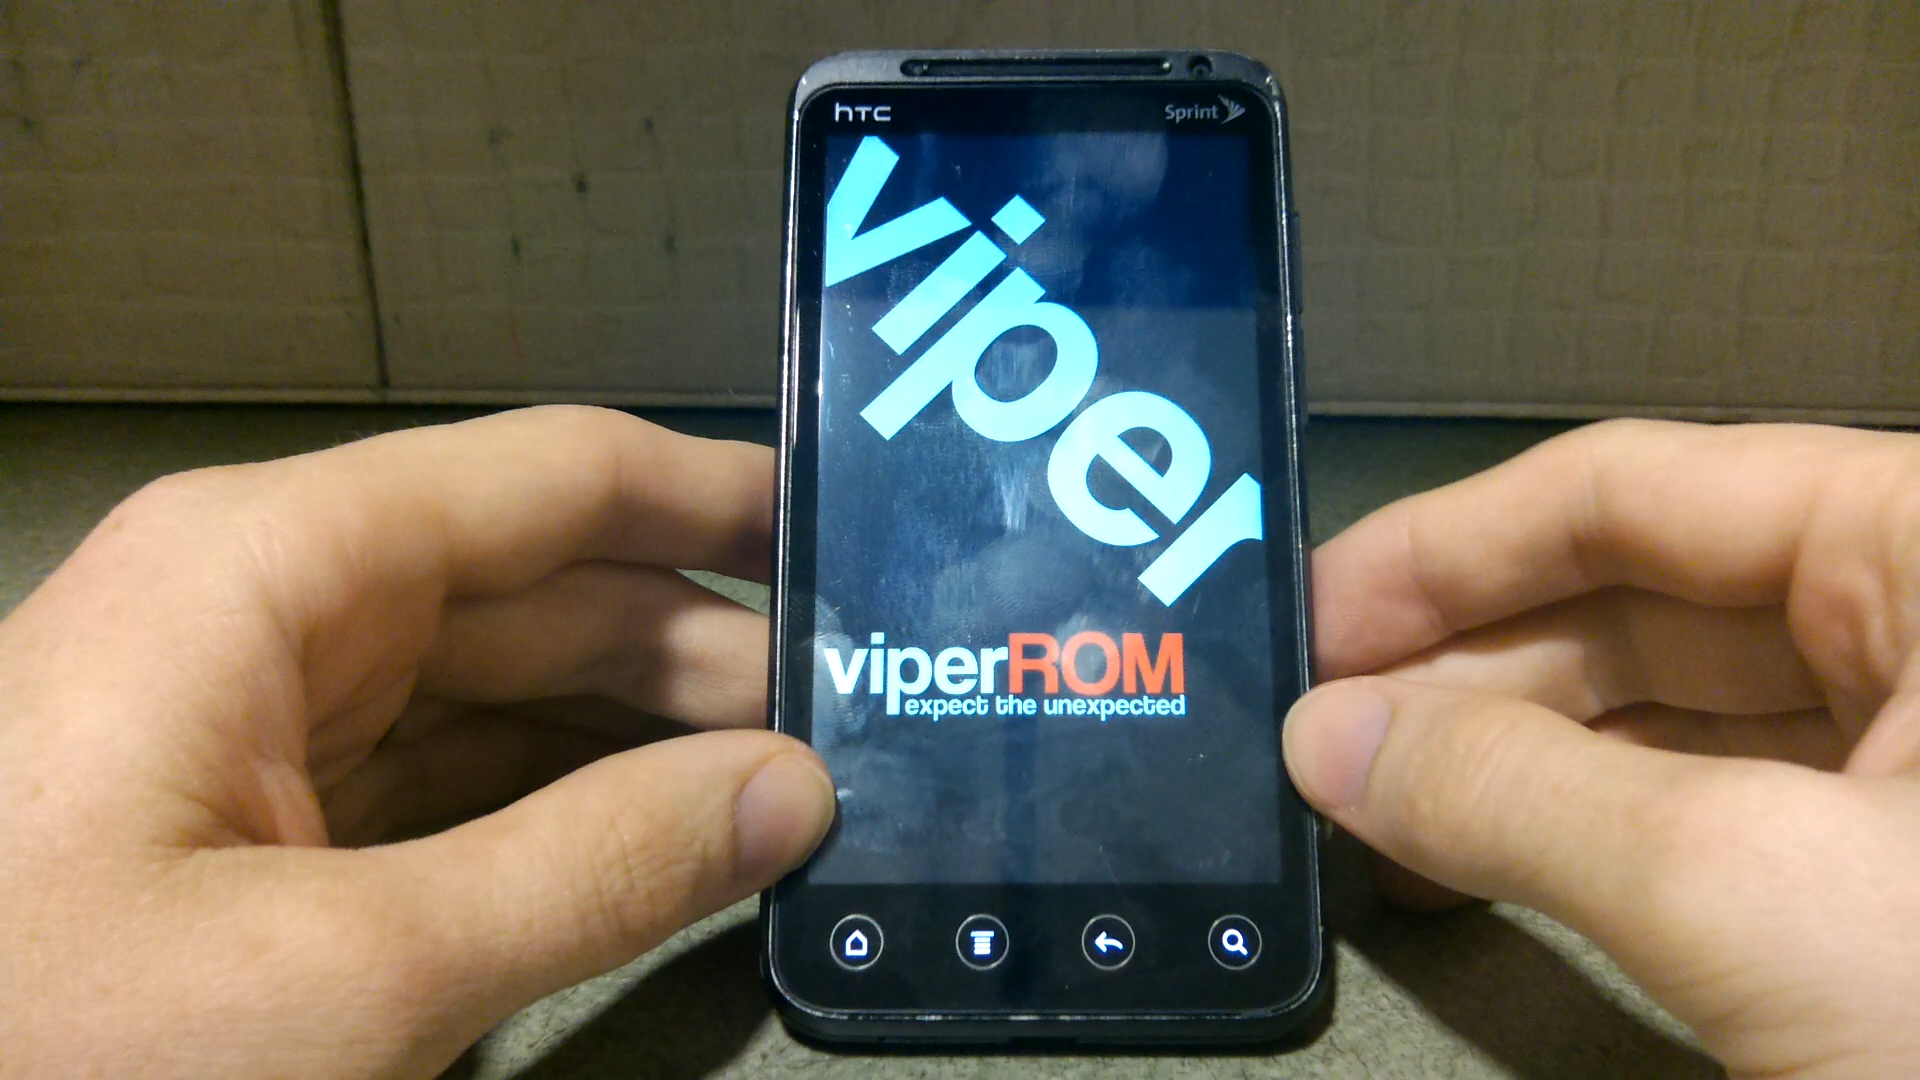 hTC
Sprint
viper
viperROM
expect the unexpected